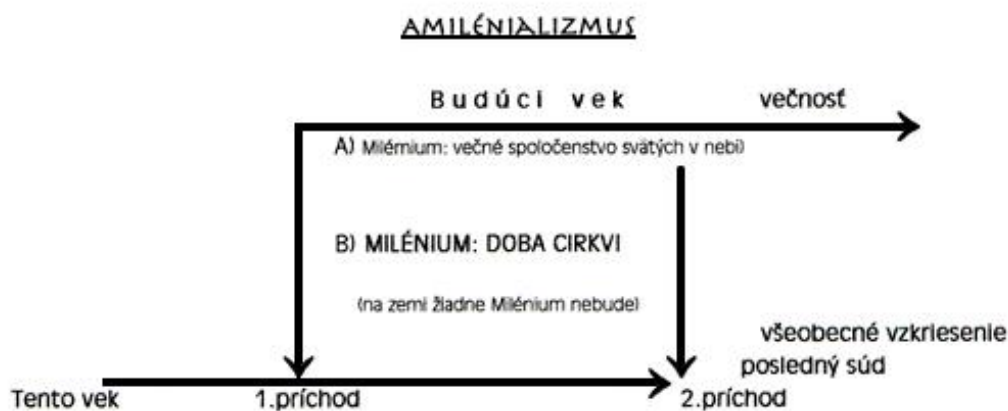 AMILÉNIALIZMUS
Budúci vek večnosť
A) Milémium: večné spoločenstvo svätých v nebi)
B) MILÉNIUM: DOBA CIRKVI
(na zemi žiadne Milénium nebude)
všeobecné vzkriesenie
posledný súd
Tento vek 1.príchod 2.príchod